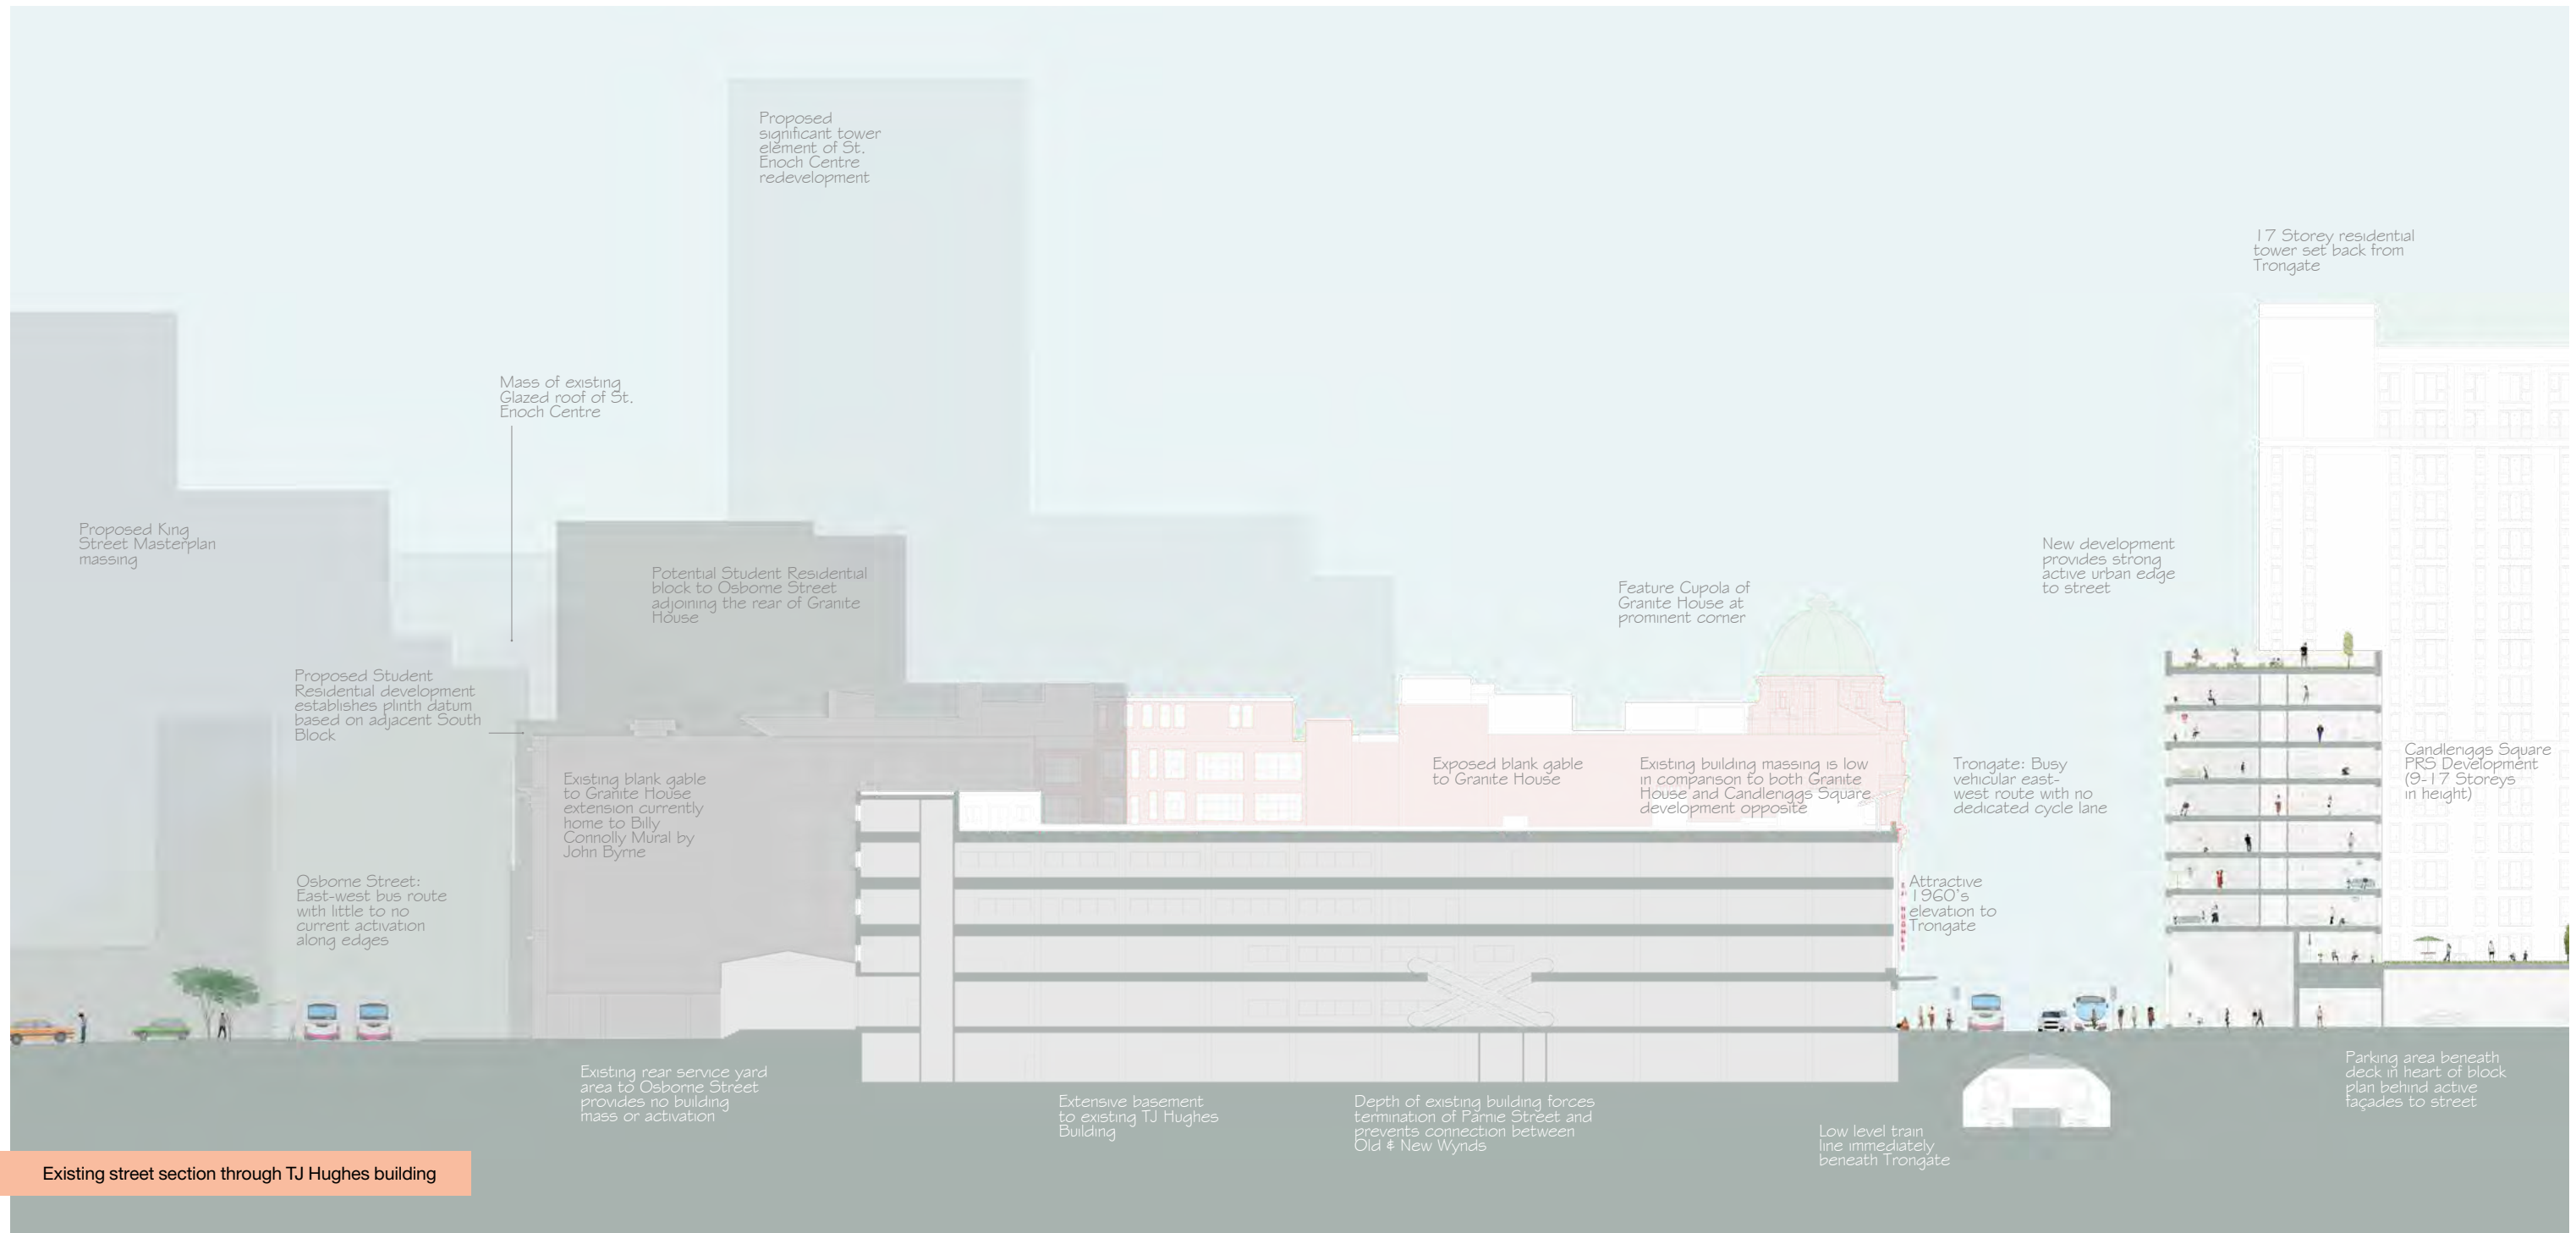 Proposed
significant tower
element of St.
Enoch Centre
redevelopment
17 Storey residential
tower set back from
Trongate
Mass of existing
Glazed roof of St.
Enoch Centre
Proposed King
Street Masterplan
massing
Potential Student Residential
block to Osborne Street
adjoining the rear of Granite
House
Feature Cupola of
Granite House at
prominent corner
New development
provides strong
active urban edge
to street
Proposed Student
Residential development
establishes plinth datum
based on adjacent South
Block
Existing blank gable
to Granite House
extension currently
home to Billy
Connolly Mural by
John Byrne
Exposed blank gable
to Granite House
Existing building massing is low
in comparison to both Granite
House and Candleriggs Square
development opposite
Trongate: Busy
vehicular east-
west route with no
dedicated cycle lane
Candleriggs Square
PRS Development
(9-17 Storeys
in height)
Osborne Street:
East-west bus route
with little to no
current activation
along edges
Attractive
1960's
elevation to
Trongate
TJ HUGHES
Existing rear service yard
area to Osborne Street
provides no building
mass or activation
Extensive basement
to existing TJ Hughes
Building
Depth of existing building forces
termination of Parnie Street and
prevents connection between
Old & New Wynds
Low level train
line immediately
beneath Trongate
Parking area beneath
deck in heart of block
plan behind active
façades to street
Existing street section through TJ Hughes building